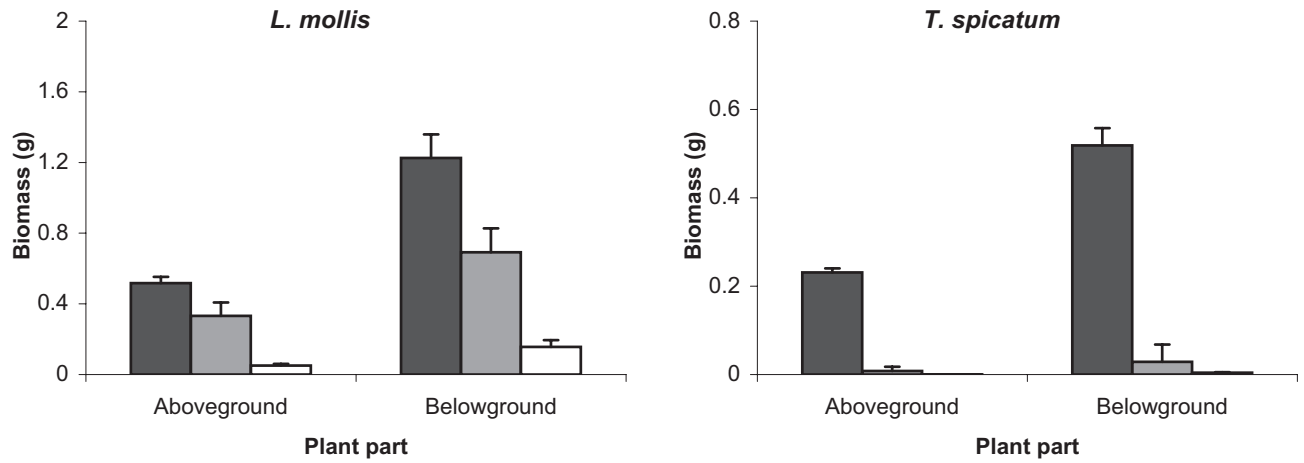 L. mollis
2
1.6
1.2
0.8
0.4
0
Biomass (g)
Aboveground
Belowground
Plant part
T. spicatum
0.8
0.6
0.4
0.2
0
Biomass (g)
Aboveground
Belowground
Plant part